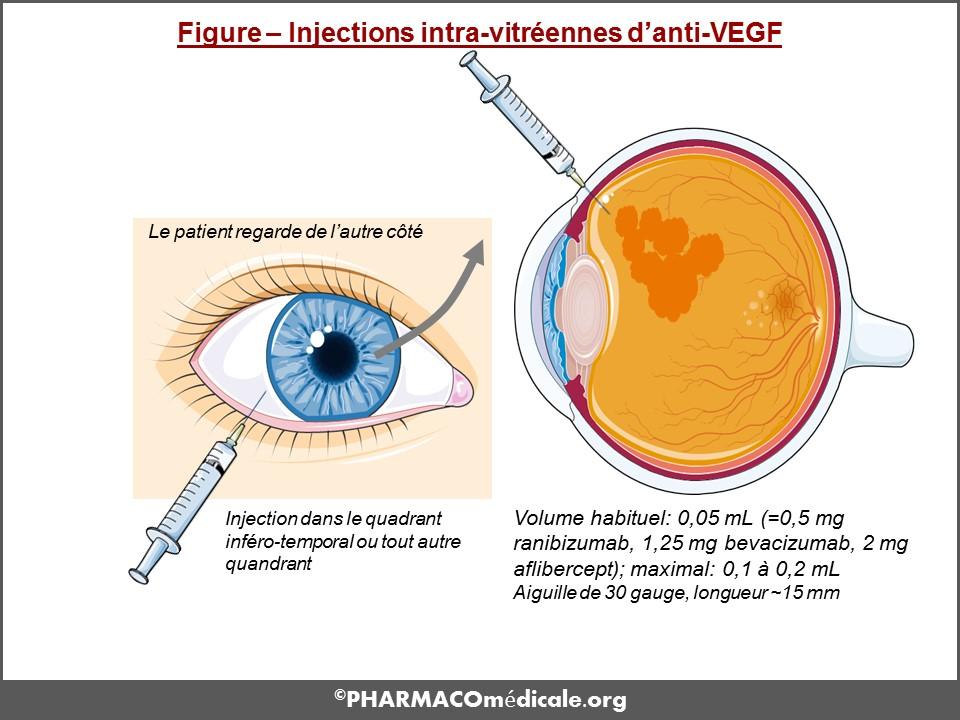 Figure – Injections intra-vitréennes d’anti-VEGF
Le patient regarde de l’autre côté
Injection dans le quadrant
inféro-temporal ou tout autre
quandrant
Volume habituel: 0,05 mL (=0,5 mg
ranibizumab, 1,25 mg bevacizumab, 2 mg
aflibercept); maximal: 0,1 à 0,2 mL
Aiguille de 30 gauge, longueur ~15 mm
©PHARMACOmédicale.org